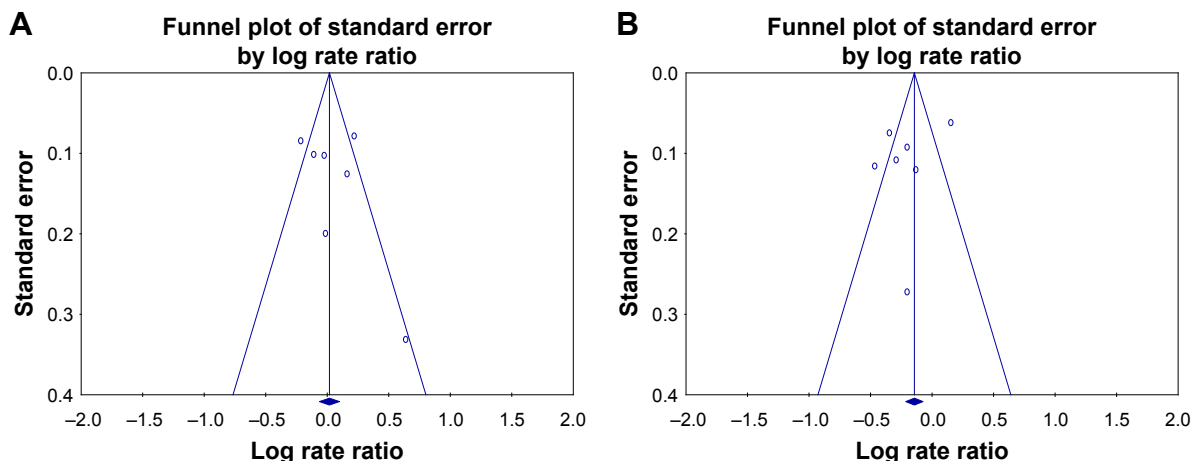 A
Funnel plot of standard error
by log rate ratio
Standard error
0.0
0.1
0.2
0.3
0.4
–2.0 –1.5 –1.0 –0.5 0.0 0.5 1.0 1.5 2.0
Log rate ratio
B
Funnel plot of standard error
by log rate ratio
Standard error
0.0
0.1
0.2
0.3
0.4
–2.0 –1.5 –1.0 –0.5 0.0 0.5 1.0 1.5 2.0
Log rate ratio